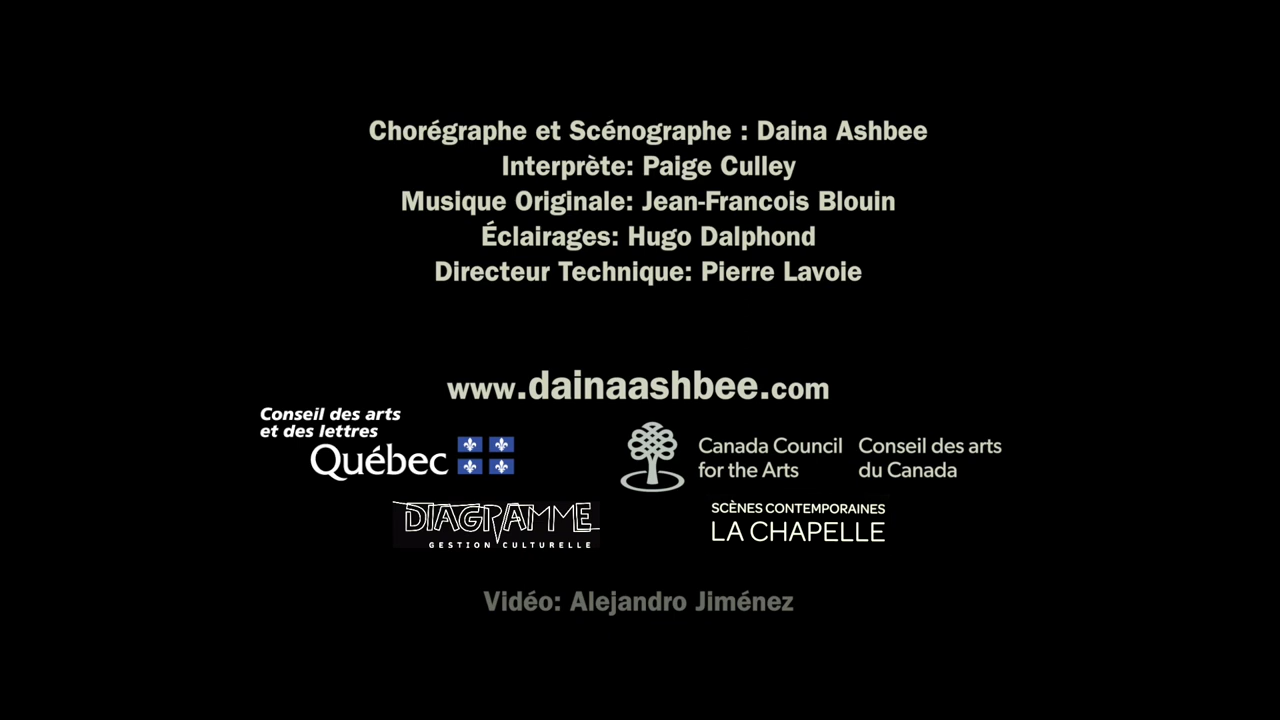 Chorégraphe et Scénographe : Daina Ashbee
Interprète: Paige Culley
Musique Originale: Jean-Francois Blouin
Éclairages: Hugo Dalphond
Directeur Technique: Pierre Lavoie
www.dainaashbee.com
Conseil des arts
et des lettres
Québec
Canada Council
for the Arts
Conseil des arts
du Canada
DIAGRAMME
GESTION CULTURELLE
SCÈNES CONTEMPORAINES
LA CHAPELLE
Vidéo: Alejandro Jiménez